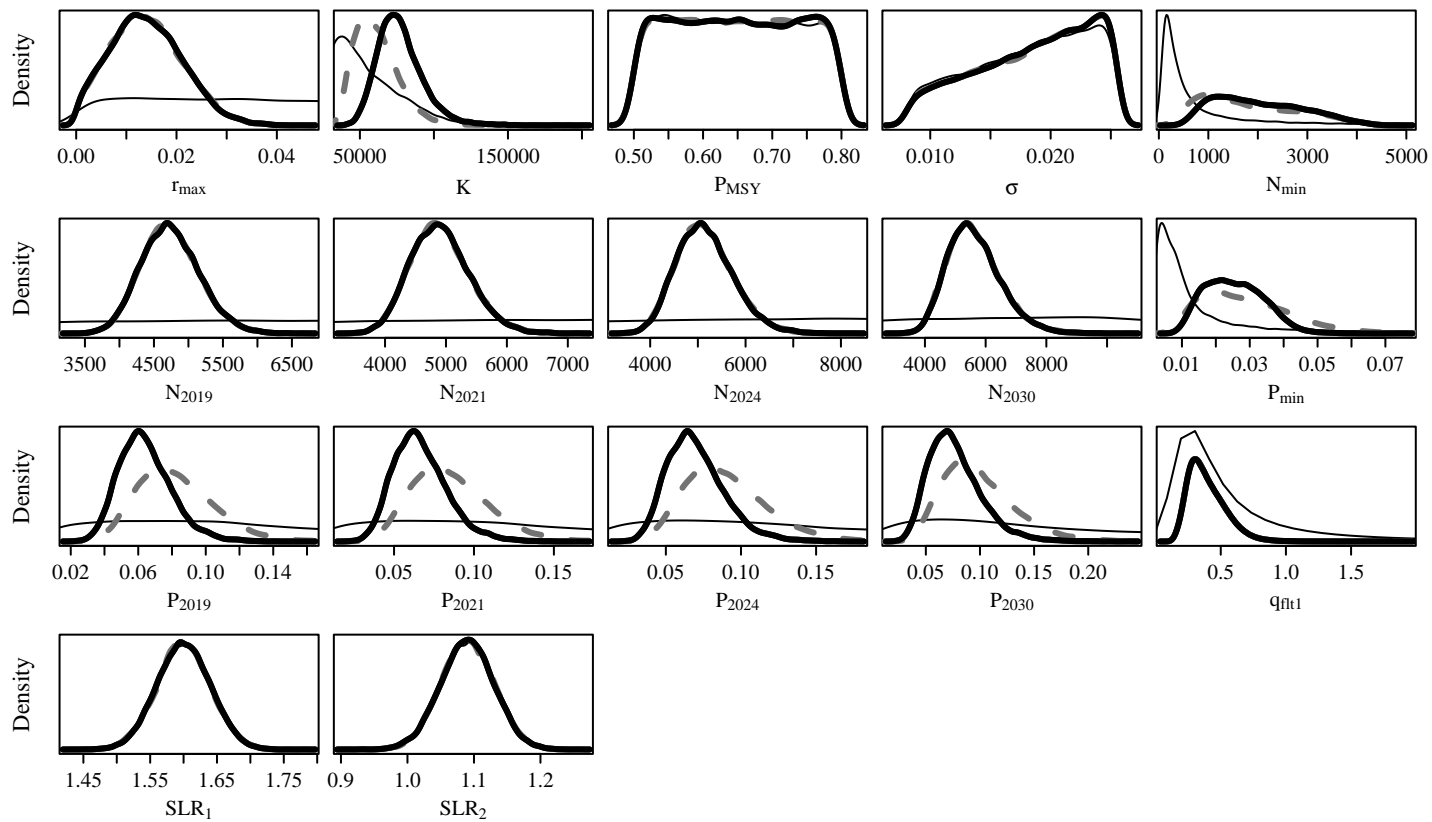 Density
0.00 0.02 0.04
r_max
50000 150000
K
0.50 0.60 0.70 0.80
P_MSY
0.010 0.020
σ
0 1000 3000 5000
N_min
Density
3500 4500 5500 6500
N_2019
4000 5000 6000 7000
N_2021
4000 6000 8000
N_2024
4000 6000 8000
N_2030
0.01 0.03 0.05 0.07
P_min
Density
0.02 0.06 0.10 0.14
P_2019
0.05 0.10 0.15
P_2021
0.05 0.10 0.15
P_2024
0.05 0.10 0.15 0.20
P_2030
0.5 1.0 1.5
q_flt1
Density
1.45 1.55 1.65 1.75
SLR_1
0.9 1.0 1.1 1.2
SLR_2